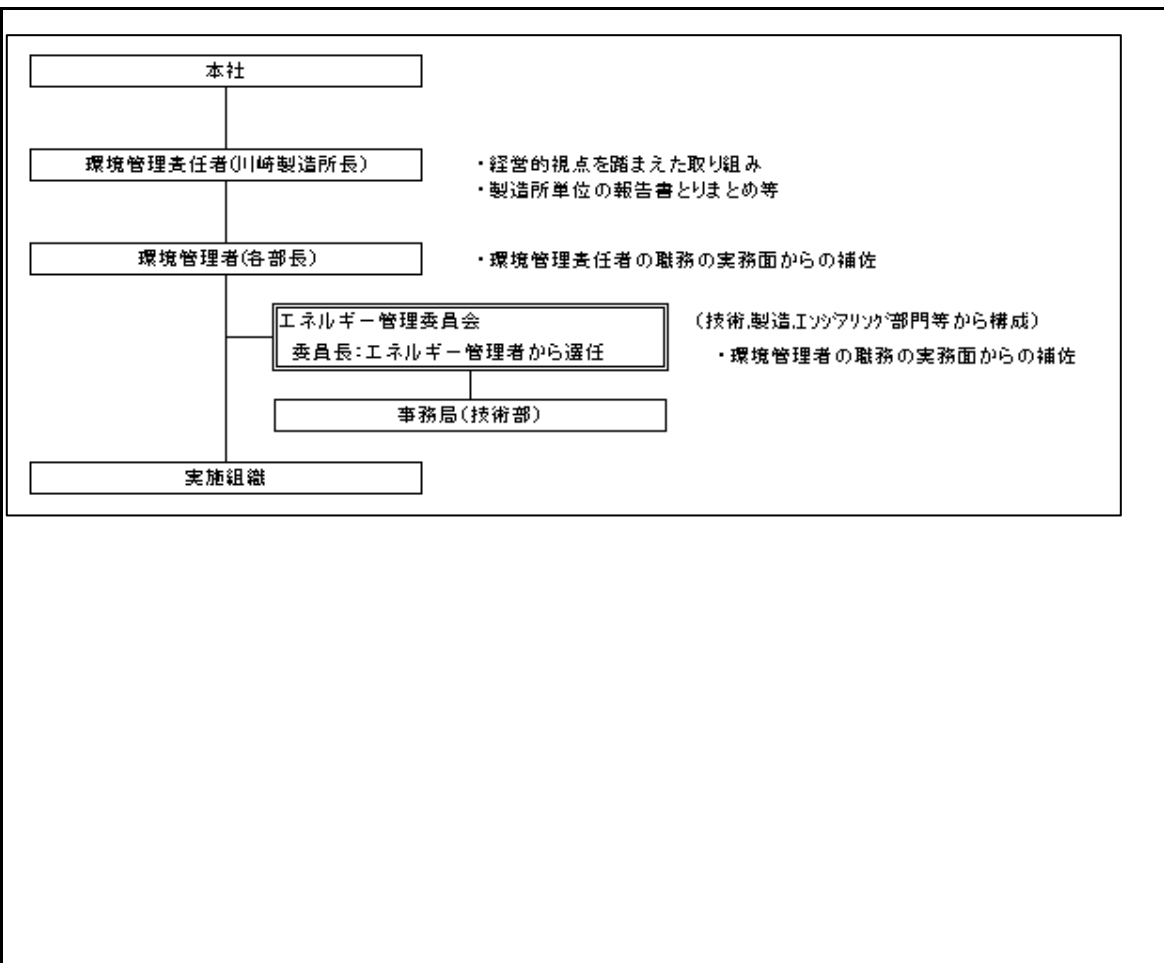 本社
環境管理責任者(川崎製造所長)
・経営的視点を踏まえた取り組み
・製造所単位の報告書とりまとめ等
環境管理者(各部長)
・環境管理責任者の職務の実務面からの補佐
エネルギー管理委員会
(技術,製造,エンジアリング部門等から構成)
委員長:エネルギー管理者から選任
・環境管理者の職務の実務面からの補佐
事務局(技術部)
実施組織